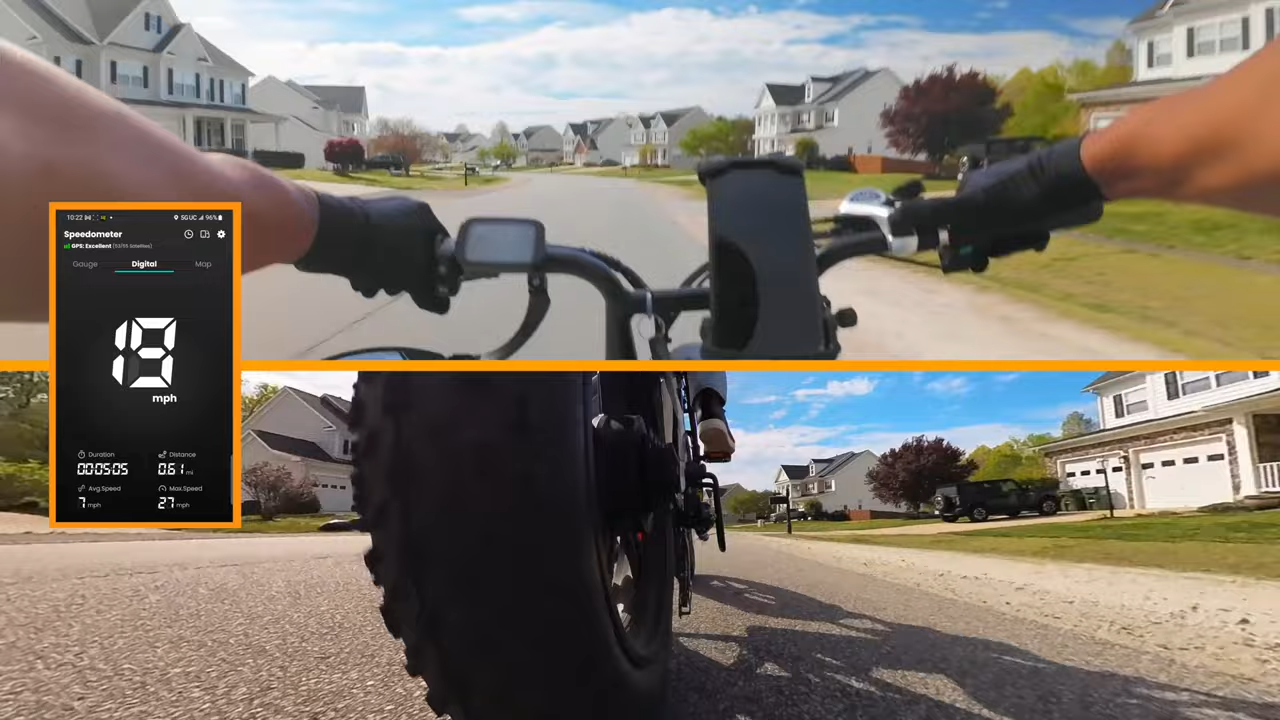 10:22
5G UC 96%
Speedometer
GPS: Excellent
Gauge Digital Map
19
mph
Duration Distance
00:05:05 0.61 mi
Avg.Speed Max.Speed
7 mph 27 mph